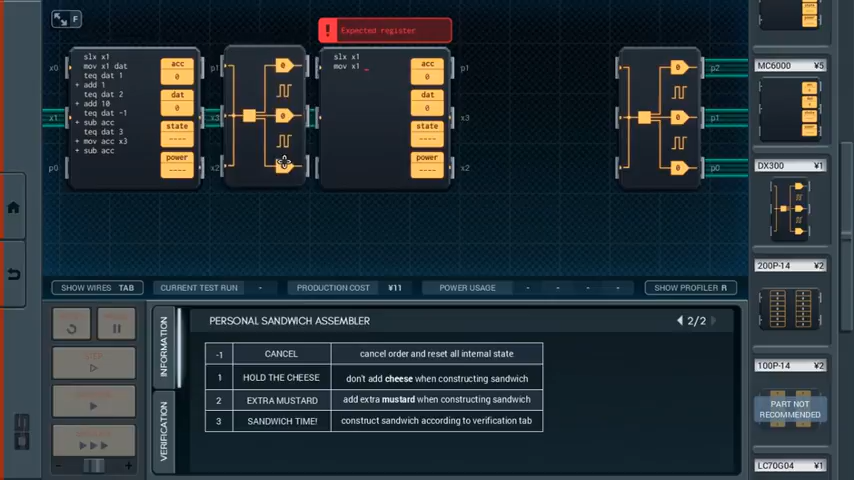 F
! Expected register
MC6000 ¥5
DX300 ¥1
200P-14 ¥2
100P-14 ¥2
PART NOT RECOMMENDED
LC70G04 ¥1
x0
x1
p0
slx x1
mov x1 dat
teq dat 1
+ add 1
teq dat 2
+ add 10
teq dat -1
+ sub acc
teq dat 3
+ mov acc x3
+ sub acc
acc
0
dat
0
state
----
power
----
p1
x3
x2
0
0
slx x1
mov x1 _
acc
0
dat
0
state
----
power
----
p1
x3
x2
0
0
0
p2
p1
p0
SHOW WIRES TAB
CURRENT TEST RUN -
PRODUCTION COST ¥11
POWER USAGE - - - -
SHOW PROFILER R
INFORMATION
VERIFICATION
PERSONAL SANDWICH ASSEMBLER
2/2
-1 CANCEL cancel order and reset all internal state
1 HOLD THE CHEESE don't add cheese when constructing sandwich
2 EXTRA MUSTARD add extra mustard when constructing sandwich
3 SANDWICH TIME! construct sandwich according to verification tab
- +